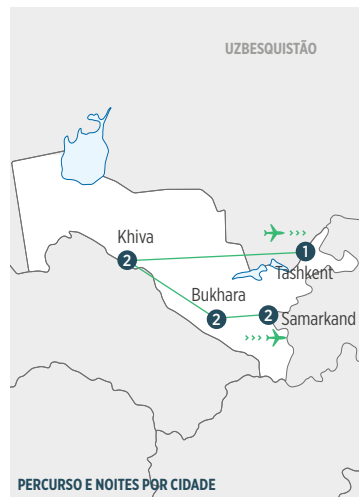 UZBESQUISTÃO
Khiva
2
1
Tashkent
Bukhara
2
2
Samarkand
PERCURSO E NOITES POR CIDADE